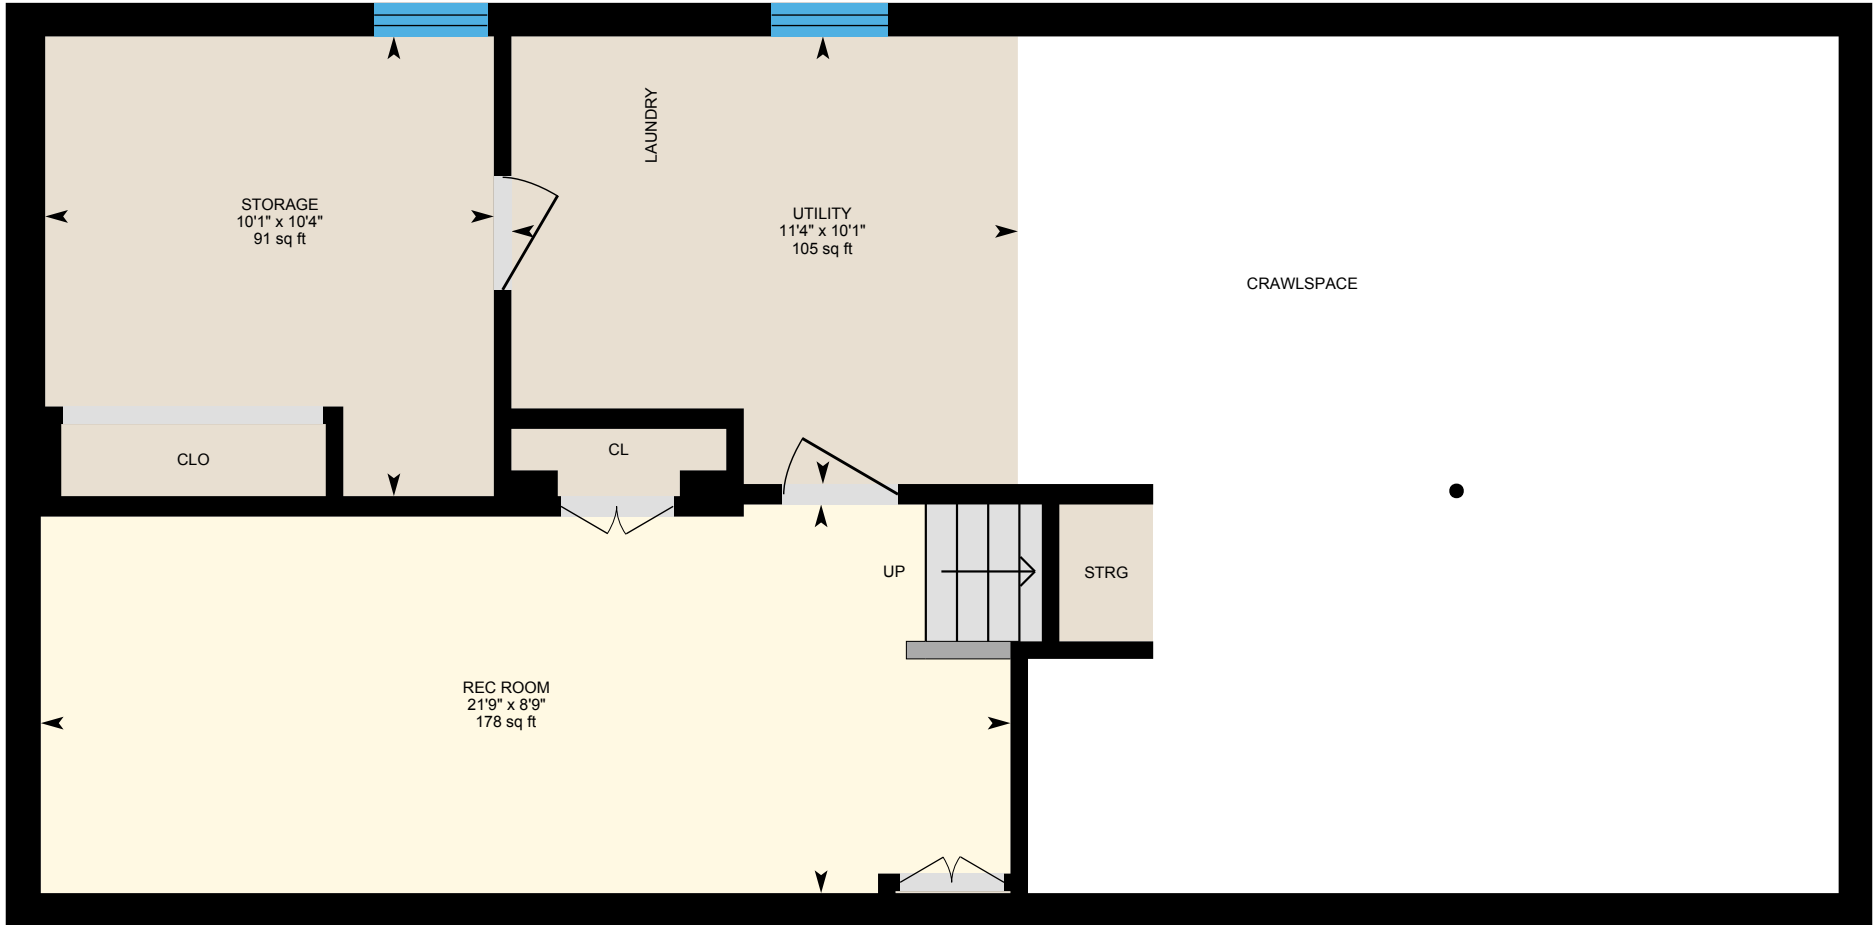 LAUNDRY
STORAGE
10'1" x 10'4"
91 sq ft
UTILITY
11'4" x 10'1"
105 sq ft
CRAWLSPACE
CLO
CL
UP
STRG
REC ROOM
21'9" x 8'9"
178 sq ft